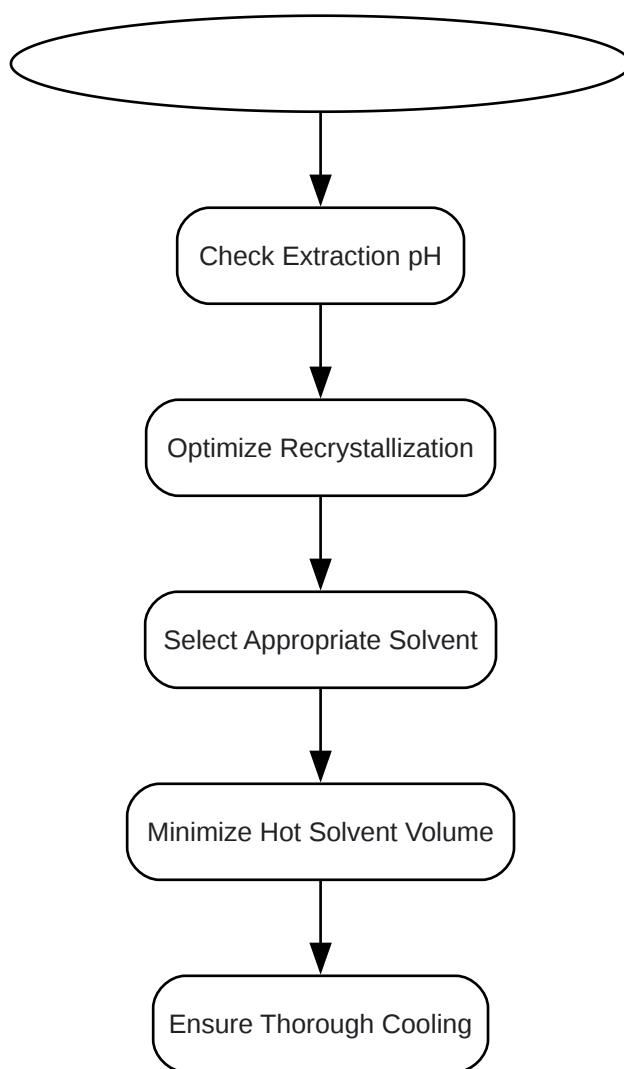 Check Extraction pH
Optimize Recrystallization
Select Appropriate Solvent
Minimize Hot Solvent Volume
Ensure Thorough Cooling